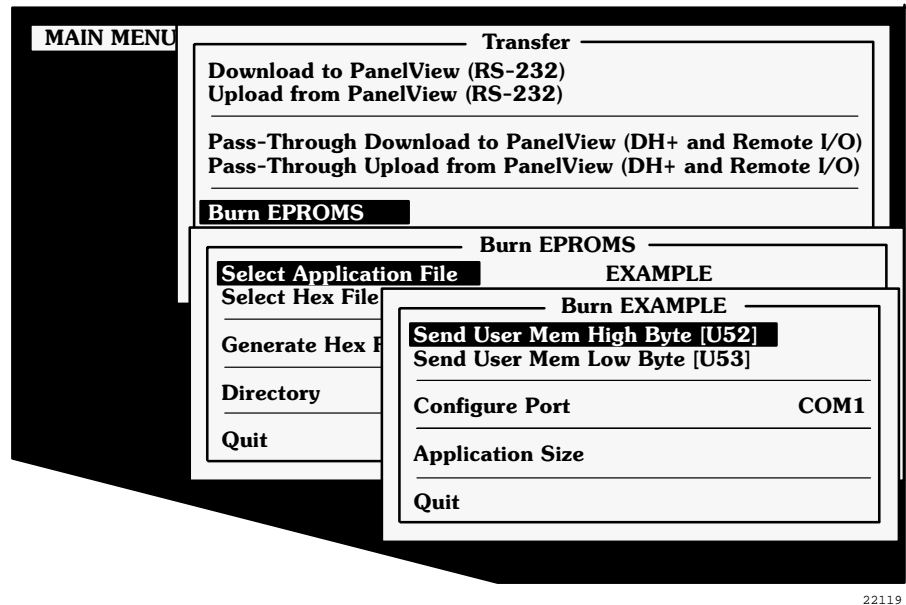 MAIN MENU
Transfer
Download to PanelView (RS-232)
Upload from PanelView (RS-232)
Pass-Through Download to PanelView (DH+ and Remote I/O)
Pass-Through Upload from PanelView (DH+ and Remote I/O)
Burn EPROMS
Burn EPROMS
Select Application File EXAMPLE
Select Hex File
Generate Hex F
Directory
Quit
Burn EXAMPLE
Send User Mem High Byte [U52]
Send User Mem Low Byte [U53]
Configure Port COM1
Application Size
Quit
22119